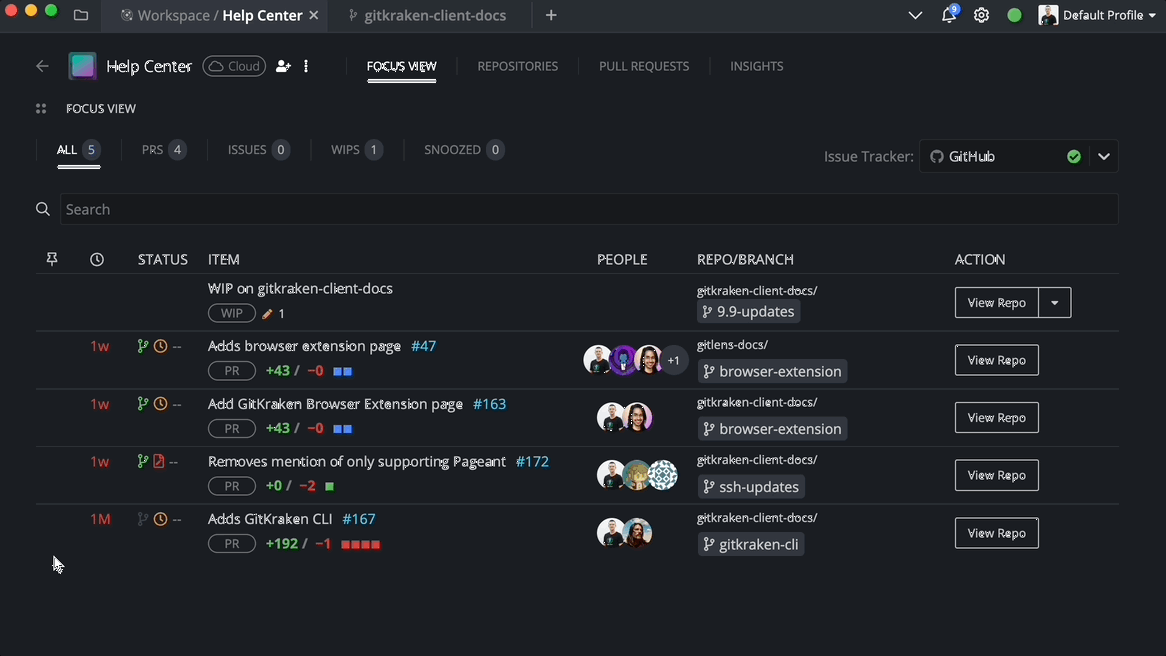 Workspace / Help Center
gitkraken-client-docs
9
Default Profile
Help Center
Cloud
FOCUS VIEW
REPOSITORIES
PULL REQUESTS
INSIGHTS
FOCUS VIEW
ALL 5
PRS 4
ISSUES 0
WIPS 1
SNOOZED 0
Issue Tracker:
GitHub
Search
STATUS ITEM PEOPLE REPO/BRANCH ACTION
WIP on gitkraken-client-docs
WIP 1
gitkraken-client-docs/
9.9-updates
View Repo
1w -- Adds browser extension page #47
PR +43 / −0
+1
gitlens-docs/
browser-extension
View Repo
1w -- Add GitKraken Browser Extension page #163
PR +43 / −0
gitkraken-client-docs/
browser-extension
View Repo
1w -- Removes mention of only supporting Pageant #172
PR +0 / −2
gitkraken-client-docs/
ssh-updates
View Repo
1M -- Adds GitKraken CLI #167
PR +192 / −1
gitkraken-client-docs/
gitkraken-cli
View Repo